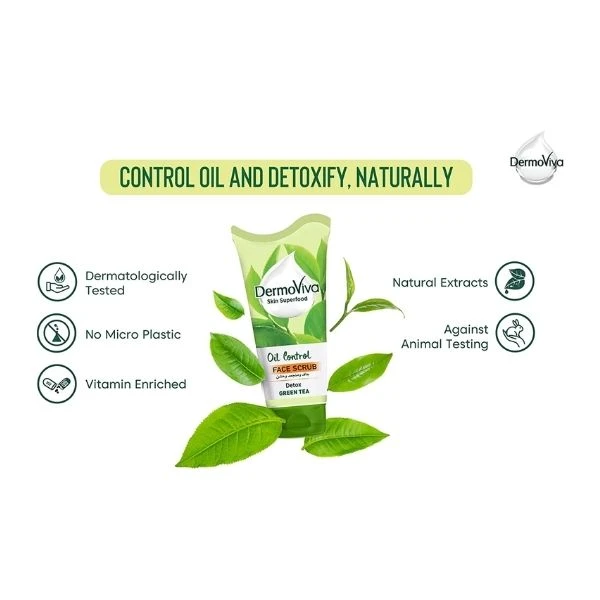 DermoViva
CONTROL OIL AND DETOXIFY, NATURALLY
Dermatologically
Tested
No Micro Plastic
Vitamin Enriched
DermoViva
Skin Superfood
Oil Control
FACE SCRUB
Detox
GREEN TEA
Natural Extracts
Against
Animal Testing